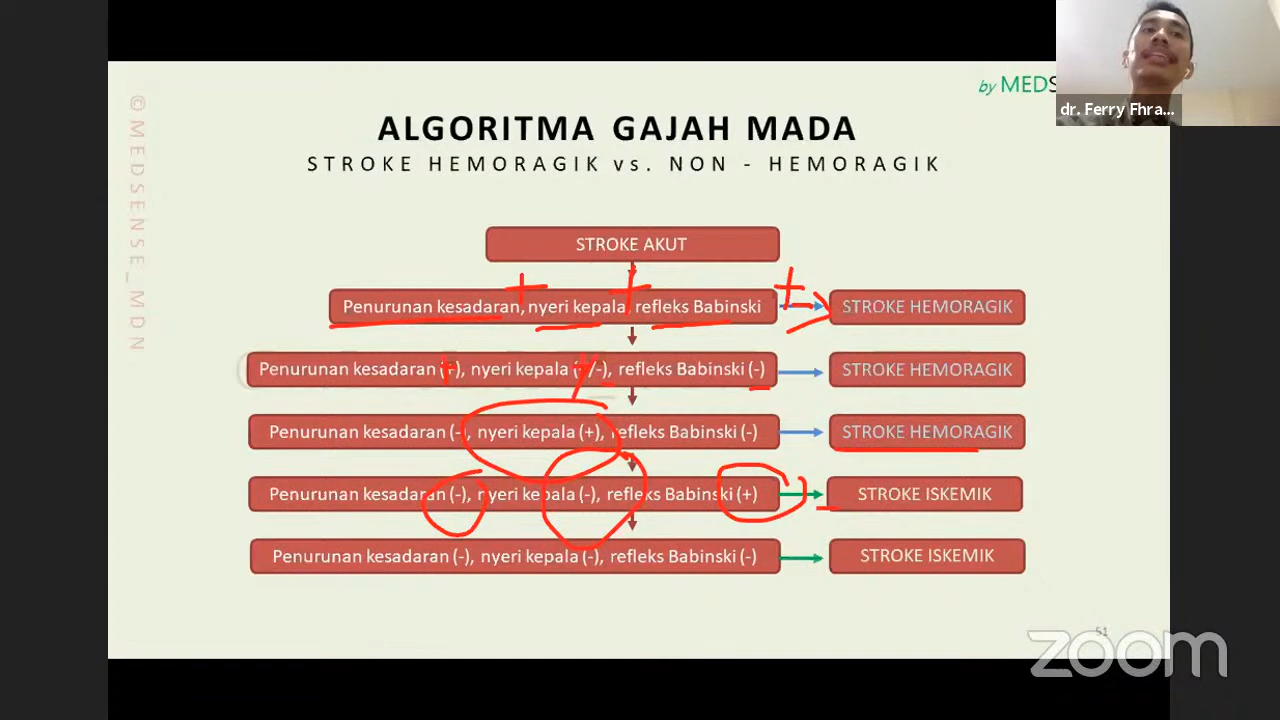 by MEDS
dr. Ferry Fhra...
©MEDSENSE_MDN
ALGORITMA GAJAH MADA
STROKE HEMORAGIK vs. NON - HEMORAGIK
STROKE AKUT
Penurunan kesadaran, nyeri kepala, refleks Babinski
STROKE HEMORAGIK
Penurunan kesadaran (+), nyeri kepala (+/-), refleks Babinski (-)
STROKE HEMORAGIK
Penurunan kesadaran (-), nyeri kepala (+), refleks Babinski (-)
STROKE HEMORAGIK
Penurunan kesadaran (-), nyeri kepala (-), refleks Babinski (+)
STROKE ISKEMIK
Penurunan kesadaran (-), nyeri kepala (-), refleks Babinski (-)
STROKE ISKEMIK
51
zoom